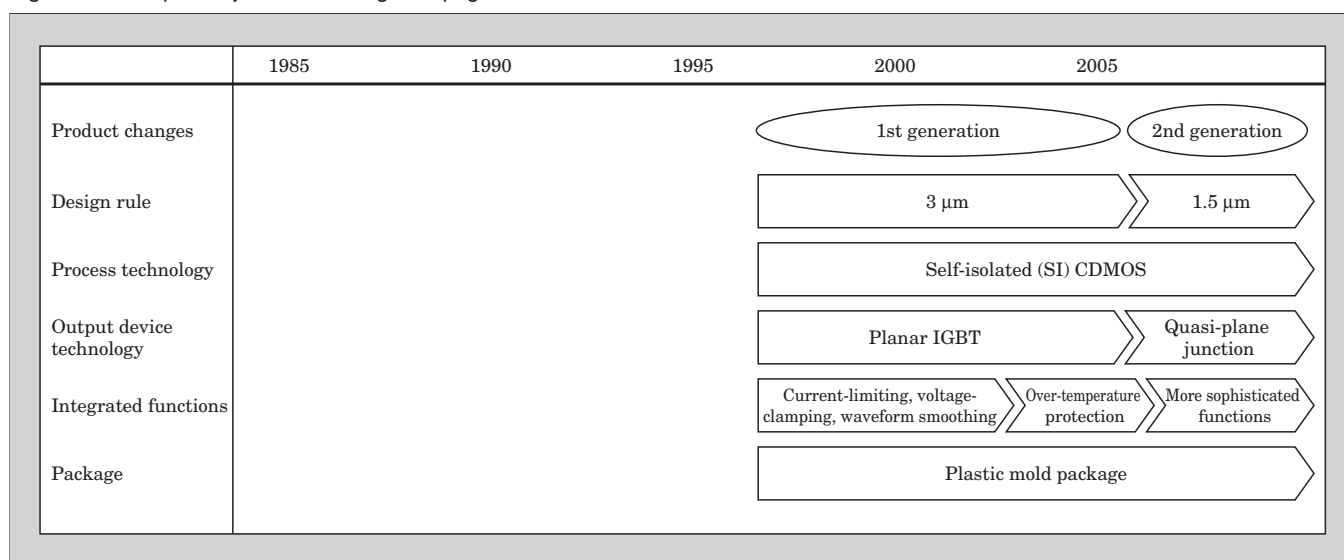 1985 1990 1995 2000 2005
Product changes
1st generation
2nd generation
Design rule
3 μm
1.5 μm
Process technology
Self-isolated (SI) CDMOS
Output device
technology
Planar IGBT
Quasi-plane
junction
Integrated functions
Current-limiting, voltage-
clamping, waveform smoothing
Over-temperature
protection
More sophisticated
functions
Package
Plastic mold package